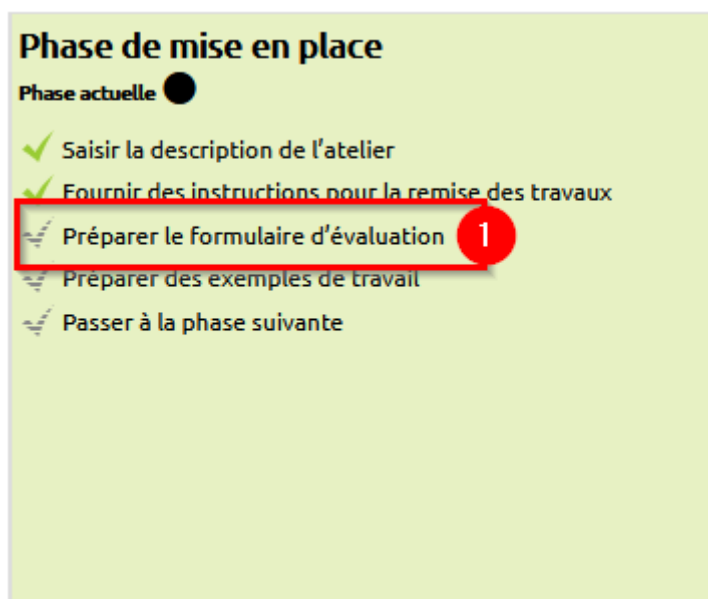 Phase de mise en place
Phase actuelle
Saisir la description de l'atelier
Fournir des instructions pour la remise des travaux
Préparer le formulaire d'évaluation 1
Préparer des exemples de travail
Passer à la phase suivante